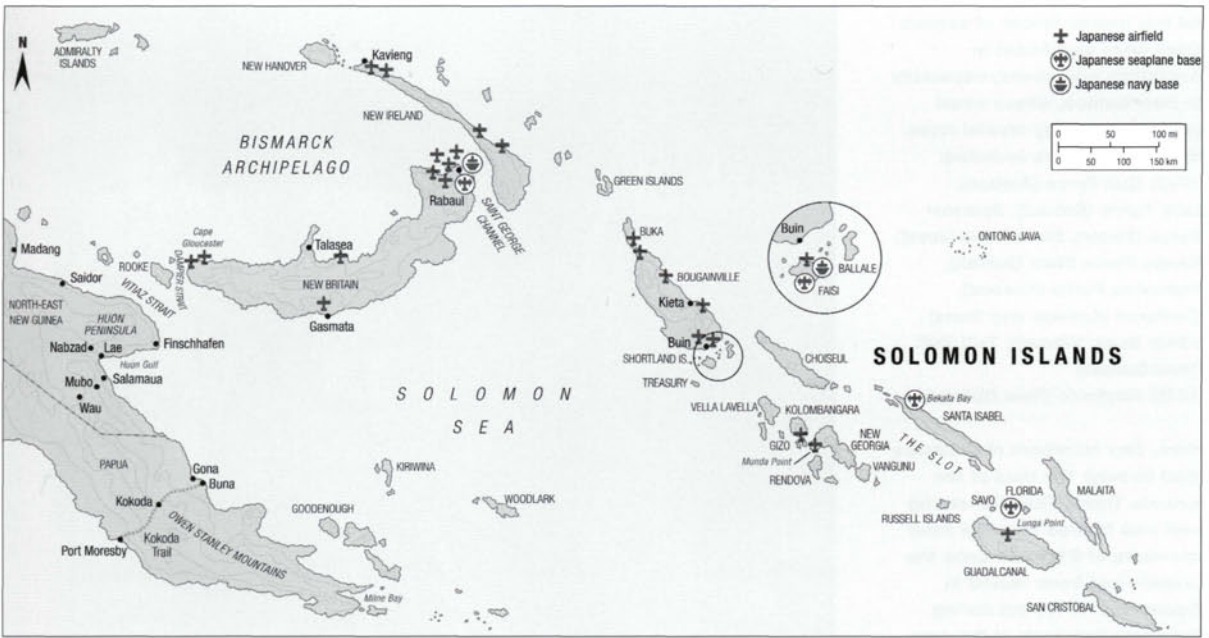 N
ADMIRALTY
ISLANDS
NEW HANOVER
Kavieng
NEW IRELAND
BISMARCK
ARCHIPELAGO
Rabaul
SAINT GEORGE
CHANNEL
GREEN ISLANDS
Japanese airfield
Japanese seaplane base
Japanese navy base
0 50 100 mi
0 50 100 150 km
Madang
Saidor
ROOKE
VITIAZ STRAIT
DAMPIER STRAIT
Cape
Gloucester
Talasea
NEW BRITAIN
Gasmata
NORTH-EAST
NEW GUINEA
HUON
PENINSULA
Finschhafen
Nabzad
Lae
Huon Gulf
Mubo
Salamaua
Wau
BUKA
BOUGAINVILLE
Kieta
Buin
SHORTLAND IS.
TREASURY
Buin
BALLALE
FAISI
ONTONG JAVA
CHOISEUL
SOLOMON ISLANDS
SOLOMON
SEA
VELLA LAVELLA
KOLOMBANGARA
GIZO
Munda Point
RENDOVA
NEW
GEORGIA
VANGUNU
Bekata Bay
SANTA ISABEL
THE SLOT
PAPUA
Gona
Buna
Kokoda
Kokoda
Trail
OWEN STANLEY MOUNTAINS
Port Moresby
GOODENOUGH
KIRIWINA
WOODLARK
Milne Bay
RUSSELL ISLANDS
SAVO
FLORIDA
Lunga Point
MALAITA
GUADALCANAL
SAN CRISTOBAL